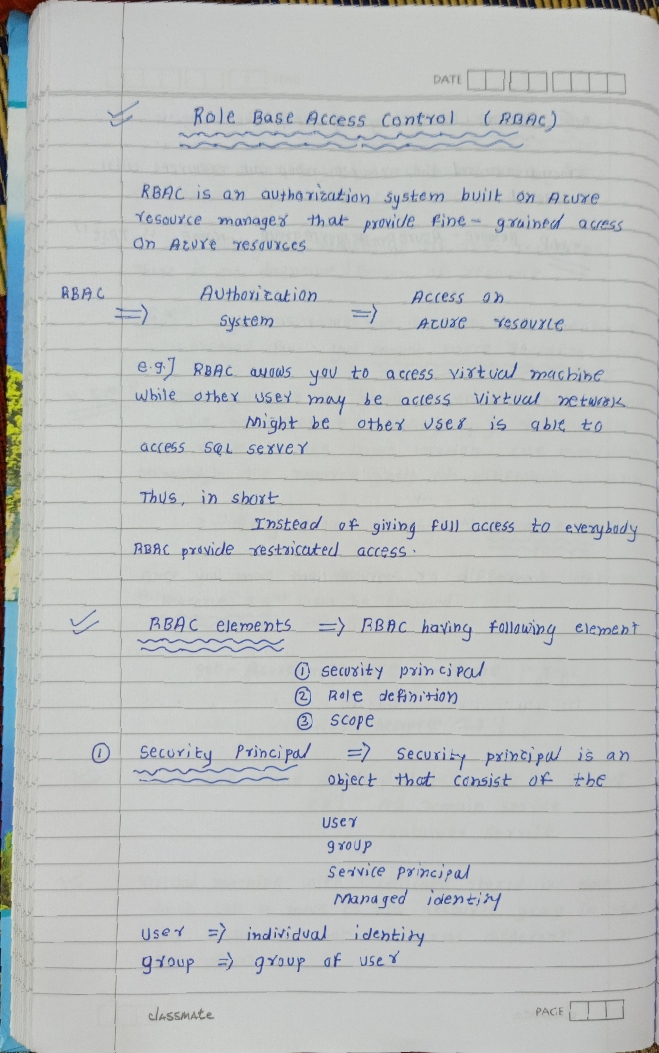 DATE
Role Base Access Control (RBAC)
RBAC is an authorization system built on Azure
resource manager that provide fine-grained access
on Azure resources
RBAC => Authorization => Access on
system Azure resource
e.g.] RBAC allows you to access virtual machine
while other user may be access virtual network
Might be other user is able to
access SQL server
Thus, in short
Instead of giving full access to everybody
RBAC provide restricated access.
RBAC elements => RBAC having following element
① security principal
② Role definition
③ scope
① Security Principal => Security principal is an
object that consist of the
user
group
Service principal
Managed identity
User => individual identity
group => group of user
classmate PAGE